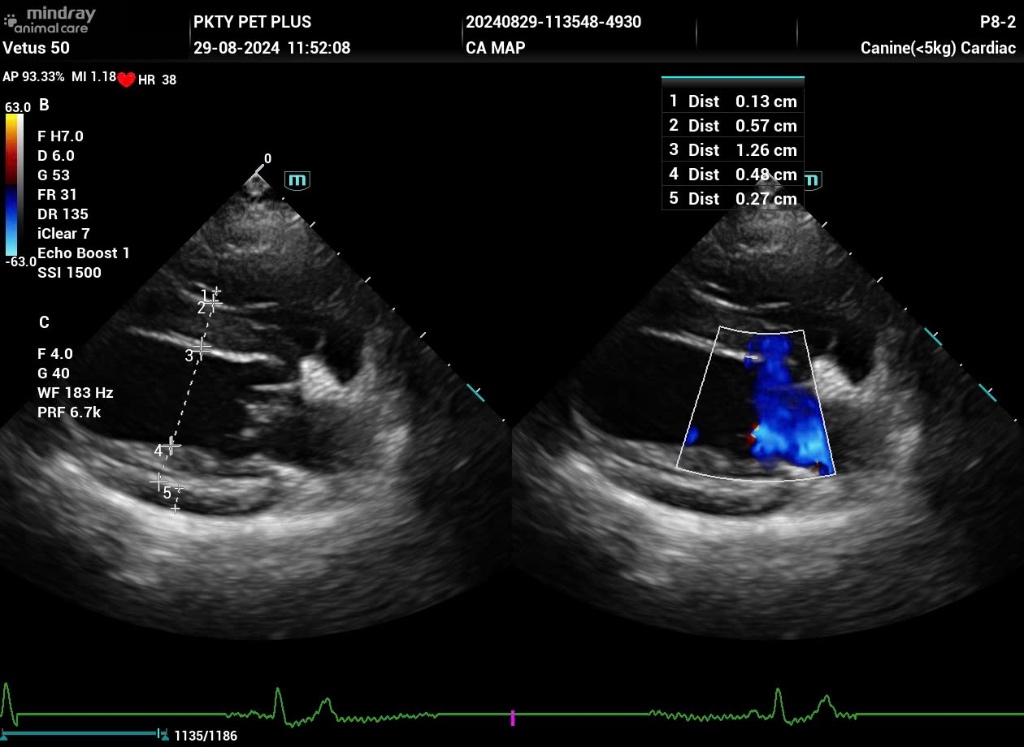 mindray
animalcare
Vetus 50
PKTY PET PLUS
29-08-2024 11:52:08
20240829-113548-4930
CA MAP
P8-2
Canine(<5kg) Cardiac
AP 93.33% MI 1.18
HR 38
63.0
B
F H7.0
D 6.0
G 53
FR 31
DR 135
iClear 7
Echo Boost 1
-63.0
SSI 1500
C
F 4.0
G 40
WF 183 Hz
PRF 6.7k
0
m
1
2
3
4
5
1 Dist 0.13 cm
2 Dist 0.57 cm
3 Dist 1.26 cm
4 Dist 0.48 cm
5 Dist 0.27 cm
m
1135/1186